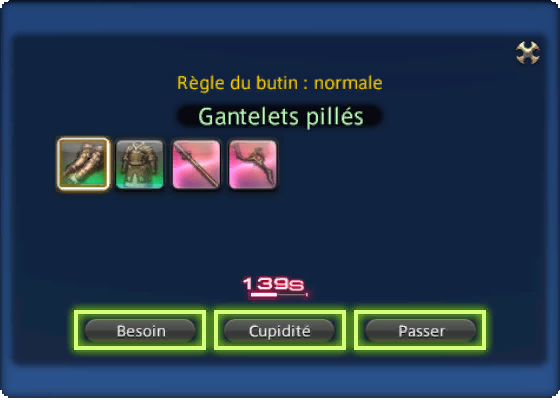 Règle du butin : normale
Gantelets pillés
139s
Besoin Cupidité Passer